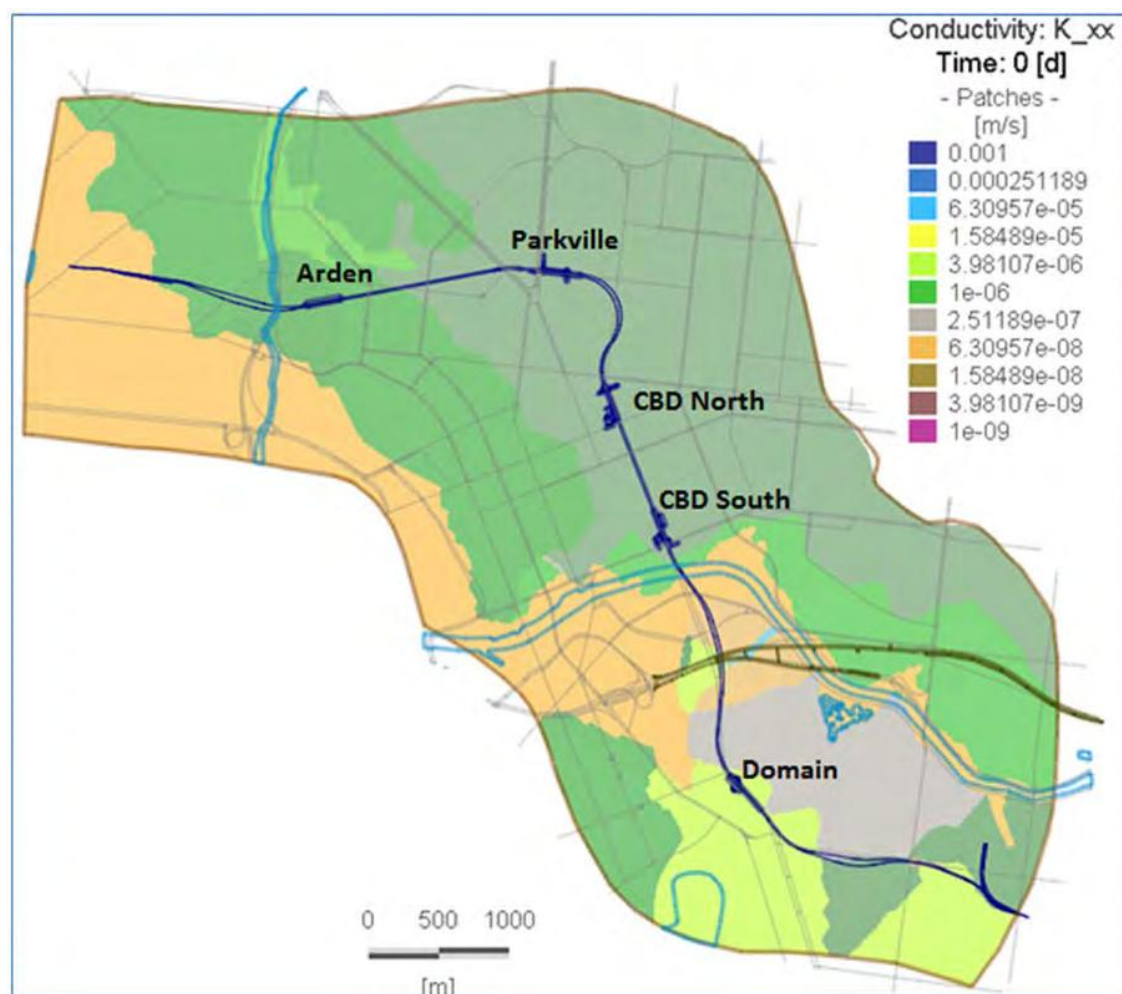 Conductivity: K_xx
Time: 0 [d]
- Patches -
[m/s]
0.001
0.000251189
6.30957e-05
1.58489e-05
3.98107e-06
1e-06
2.51189e-07
6.30957e-08
1.58489e-08
3.98107e-09
1e-09
Parkville
Arden
CBD North
CBD South
Domain
0 500 1000
[m]